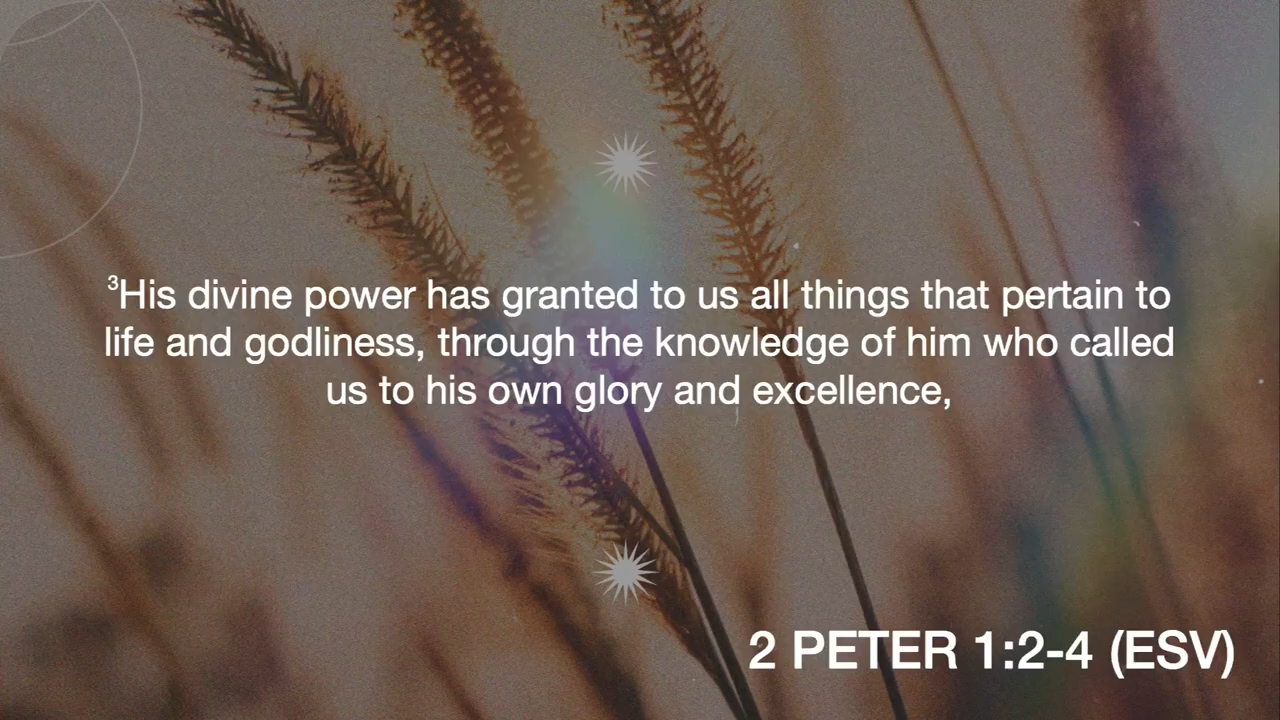 ³His divine power has granted to us all things that pertain to
life and godliness, through the knowledge of him who called
us to his own glory and excellence,
2 PETER 1:2-4 (ESV)